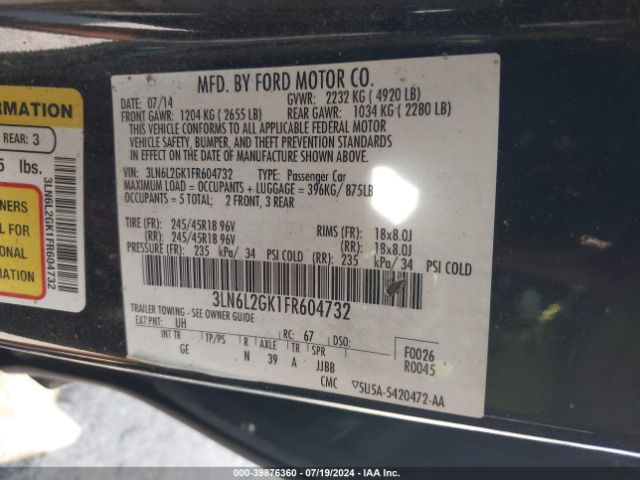 MFD. BY FORD MOTOR CO.
DATE: 07/14 GVWR: 2232 KG ( 4920 LB)
FRONT GAWR: 1204 KG ( 2655 LB) REAR GAWR: 1034 KG ( 2280 LB)
THIS VEHICLE CONFORMS TO ALL APPLICABLE FEDERAL MOTOR
VEHICLE SAFETY, BUMPER, AND THEFT PREVENTION STANDARDS
IN EFFECT ON THE DATE OF MANUFACTURE SHOWN ABOVE.
VIN: 3LN6L2GK1FR604732 TYPE: Passenger Car
MAXIMUM LOAD = OCCUPANTS + LUGGAGE = 396KG/ 875LB
OCCUPANTS = 5 TOTAL; 2 FRONT, 3 REAR
TIRE (FR): 245/45R18 96V RIMS (FR): 18x8.0J
(RR): 245/45R18 96V (RR): 18x8.0J
PRESSURE (FR): 235 kPa/ 34 PSI COLD (RR): 235 kPa/ 34 PSI COLD
3LN6L2GK1FR604732
TRAILER TOWING - SEE OWNER GUIDE
EXT PNT: UH RC: 67 DSO:
INT TR TP/PS R AXLE TR SPR
GE N 39 A JJBB
F0026
R0045
CMC 5U5A-5420472-AA
ORMATION
REAR: 3
5 lbs.
NERS
L FOR
ONAL
MATION
3LN6L2GK1FR604732
000-39876360 - 07/19/2024 - IAA Inc.